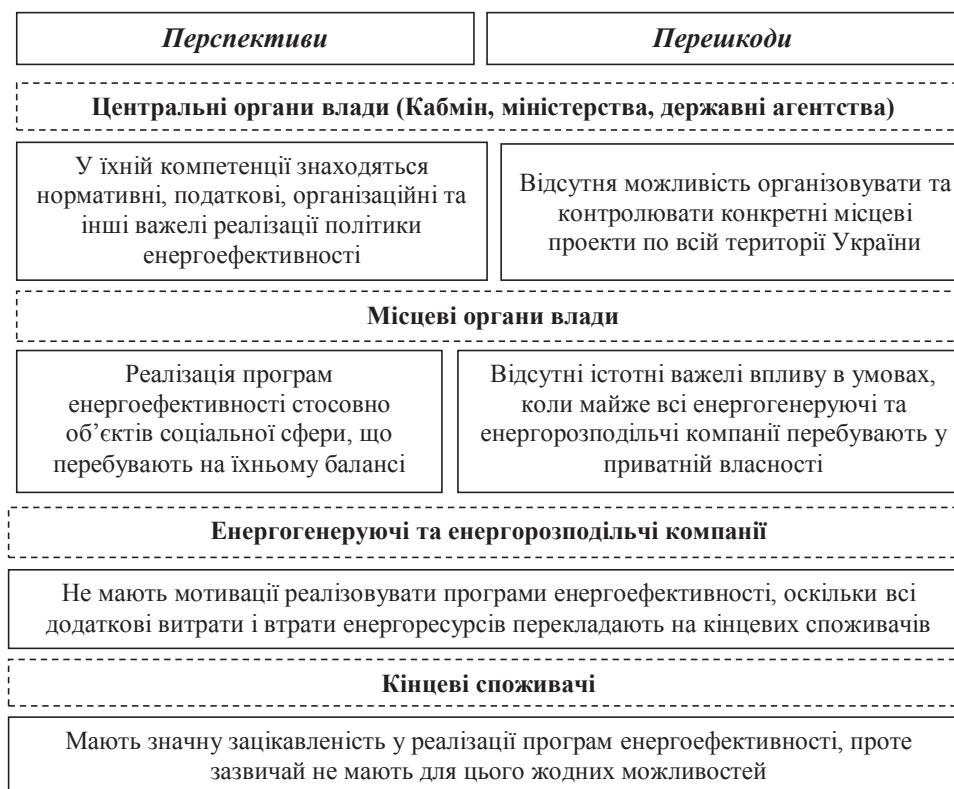 Перспективи
Перешкоди
Центральні органи влади (Кабмін, міністерства, державні агентства)
У їхній компетенції знаходяться
нормативні, податкові, організаційні та
інші важелі реалізації політики
енергоефективності
Відсутня можливість організовувати та
контролювати конкретні місцеві
проекти по всій території України
Місцеві органи влади
Реалізація програм
енергоефективності стосовно
об’єктів соціальної сфери, що
перебувають на їхньому балансі
Відсутні істотні важелі впливу в умовах,
коли майже всі енергогенеруючі та
енергорозподільчі компанії перебувають у
приватній власності
Енергогенеруючі та енергорозподільчі компанії
Не мають мотивації реалізовувати програми енергоефективності, оскільки всі
додаткові витрати і втрати енергоресурсів перекладають на кінцевих споживачів
Кінцеві споживачі
Мають значну зацікавленість у реалізації програм енергоефективності, проте
зазвичай не мають для цього жодних можливостей